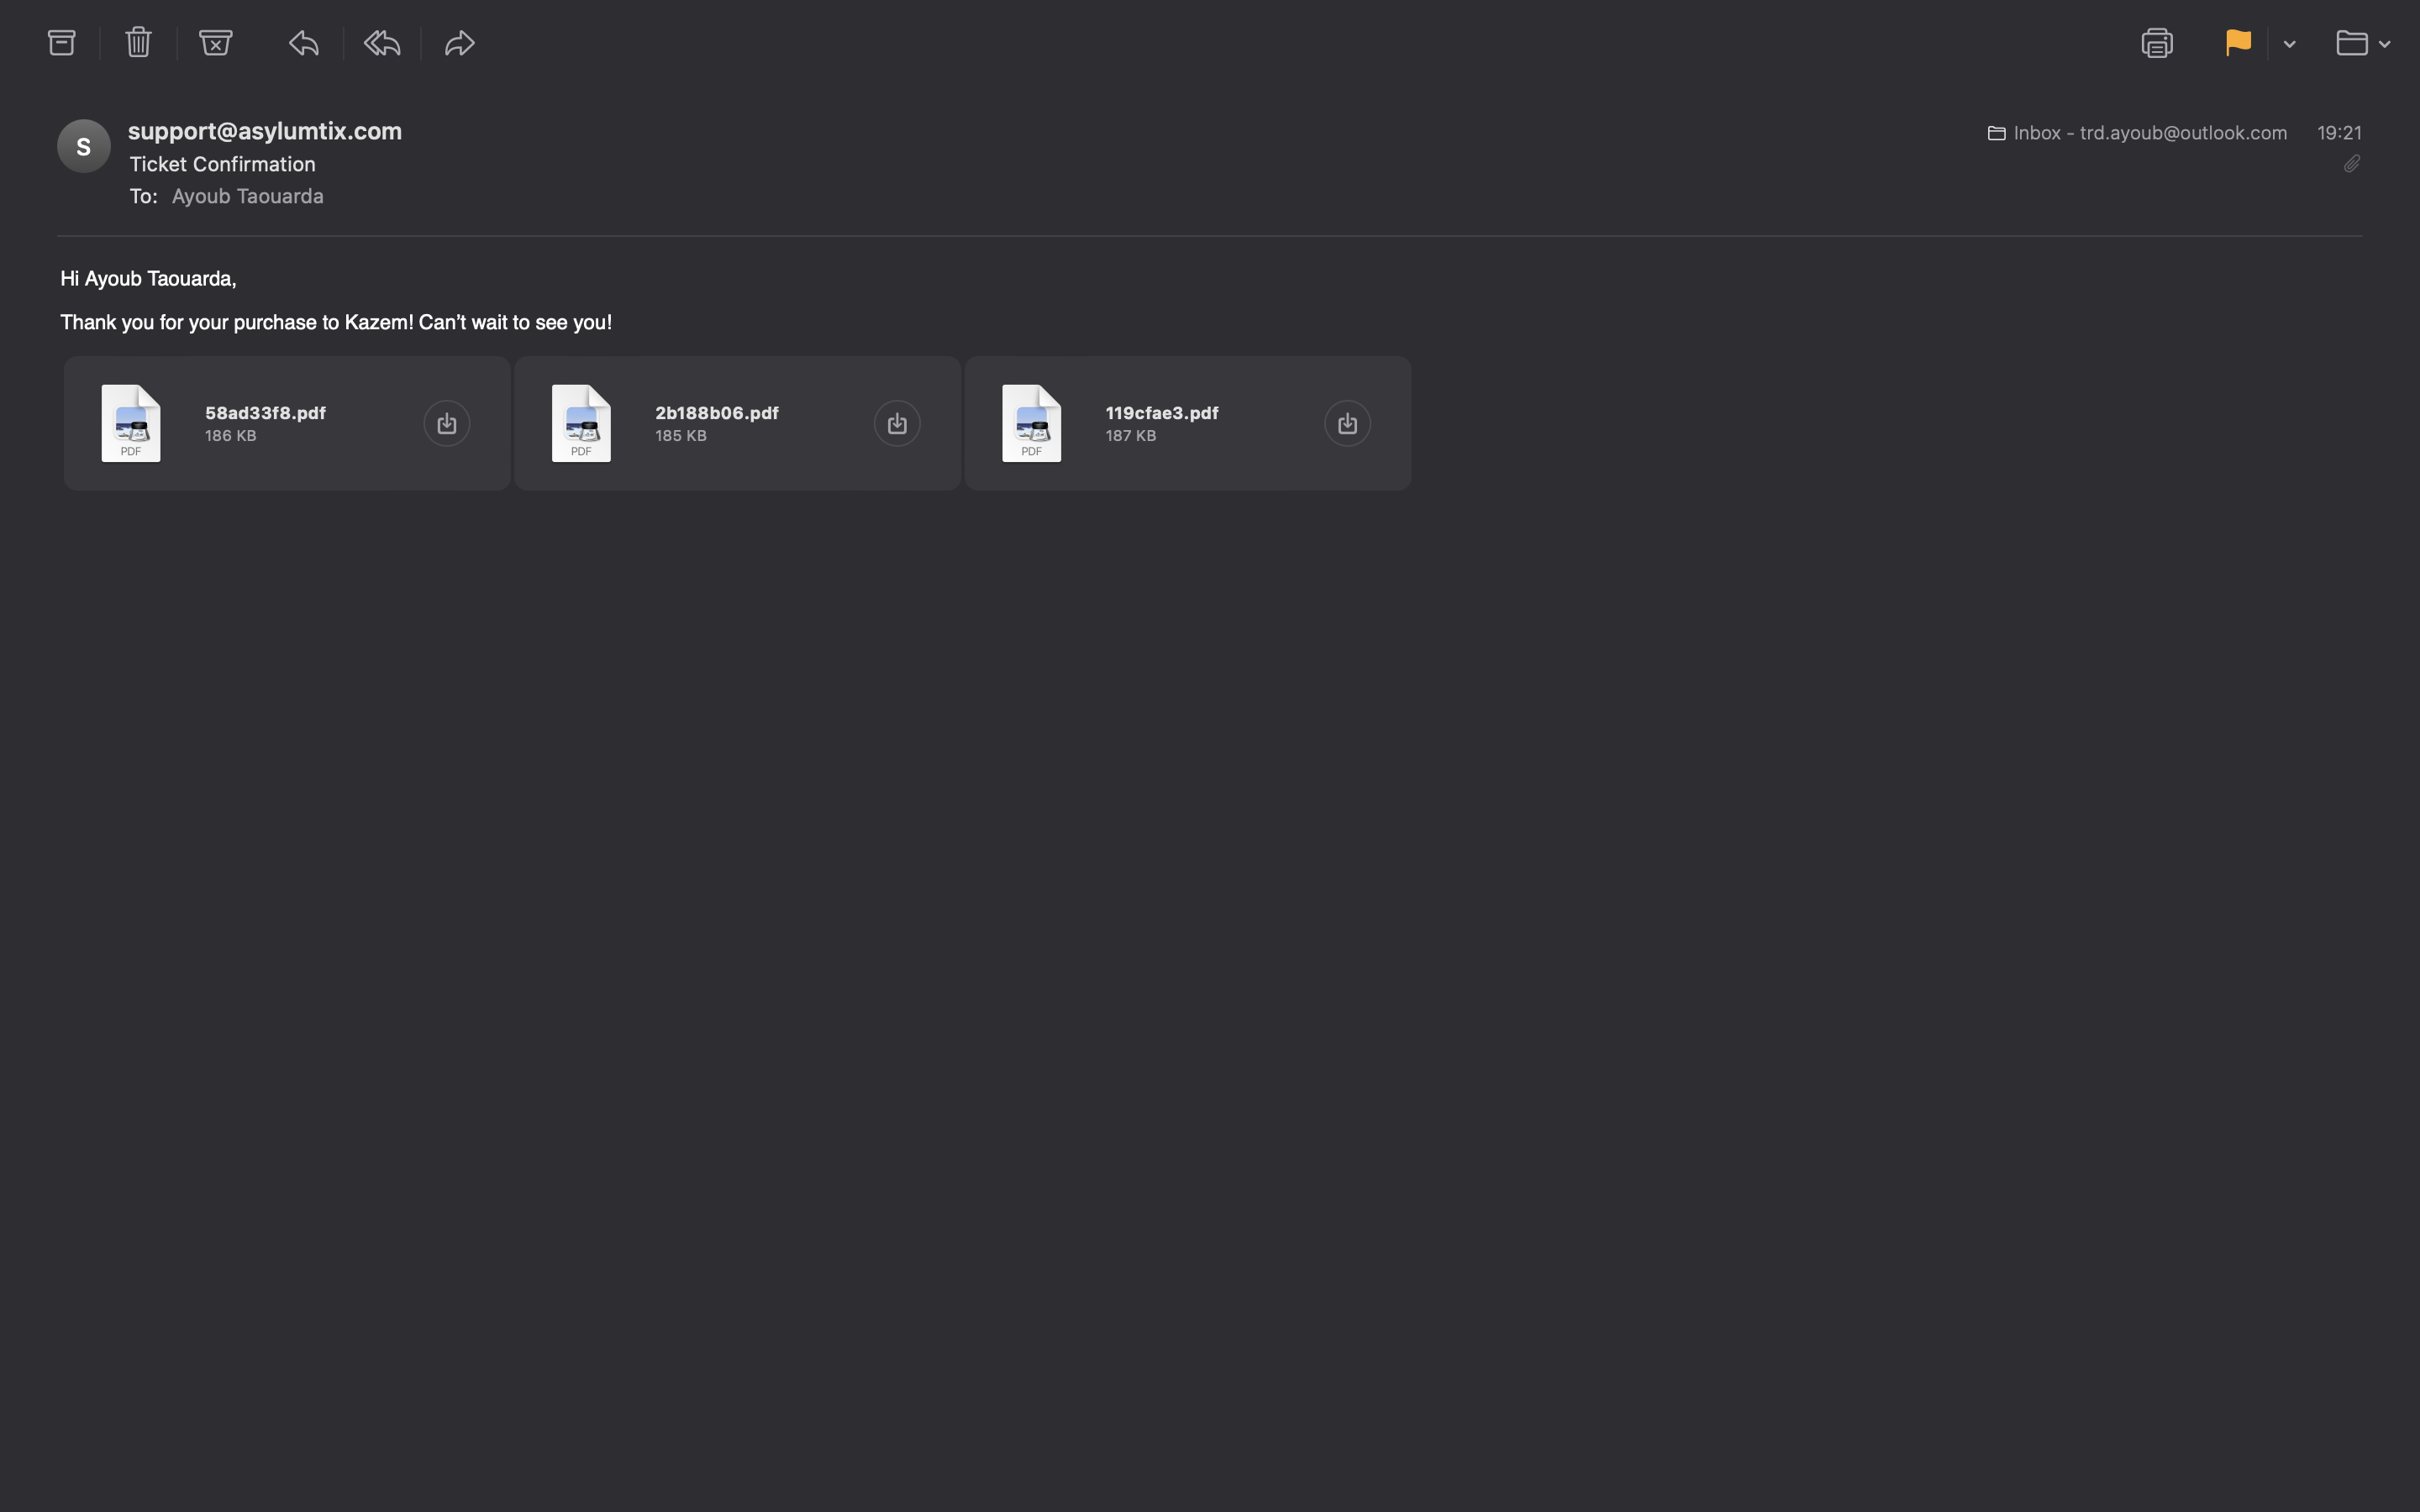 support@asylumtix.com
Inbox - trd.ayoub@outlook.com 19:21
Ticket Confirmation
To: Ayoub Taouarda
Hi Ayoub Taouarda,
Thank you for your purchase to Kazem! Can’t wait to see you!
58ad33f8.pdf
186 KB
PDF
2b188b06.pdf
185 KB
PDF
119cfae3.pdf
187 KB
PDF
S